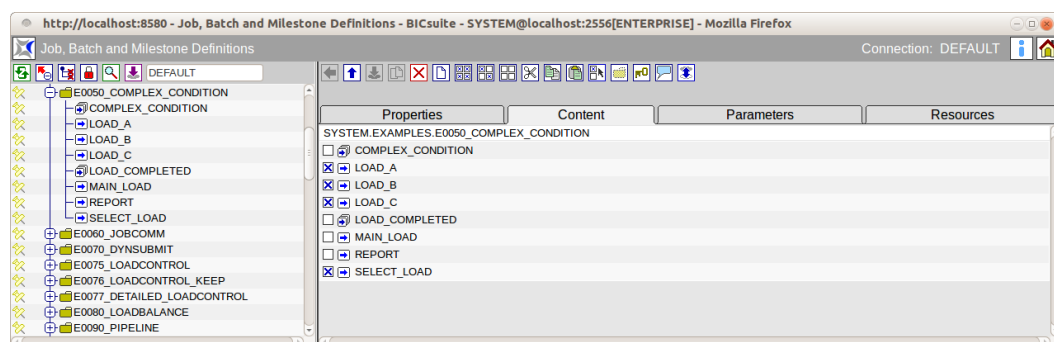 http://localhost:8580 - Job, Batch and Milestone Definitions - BICsuite - SYSTEM@localhost:2556[ENTERPRISE] - Mozilla Firefox
Job, Batch and Milestone Definitions
Connection: DEFAULT
DEFAULT
E0050_COMPLEX_CONDITION
COMPLEX_CONDITION
LOAD_A
LOAD_B
LOAD_C
LOAD_COMPLETED
MAIN_LOAD
REPORT
SELECT_LOAD
E0060_JOBCOMM
E0070_DYNSUBMIT
E0075_LOADCONTROL
E0076_LOADCONTROL_KEEP
E0077_DETAILED_LOADCONTROL
E0080_LOADBALANCE
E0090_PIPELINE
Properties Content Parameters Resources
SYSTEM.EXAMPLES.E0050_COMPLEX_CONDITION
COMPLEX_CONDITION
LOAD_A
LOAD_B
LOAD_C
LOAD_COMPLETED
MAIN_LOAD
REPORT
SELECT_LOAD